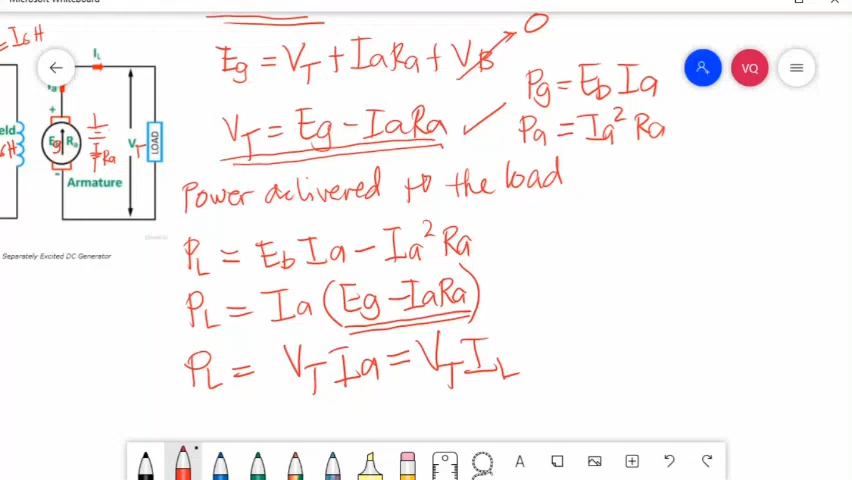 Microsoft Whiteboard
= IsH
Eg = VT + IaRa + VB → 0
VQ
Pg = Eb Ia
VT = Eg - IaRa ✓
Pa = Ia² Ra
IL
+
Eg Ra
Ra
VT
LOAD
-
Armature
Power delivered to the load
PL = Eb Ia - Ia² Ra
Separately Excited DC Generator
PL = Ia (Eg - IaRa)
PL = VT Ia = VT IL
A